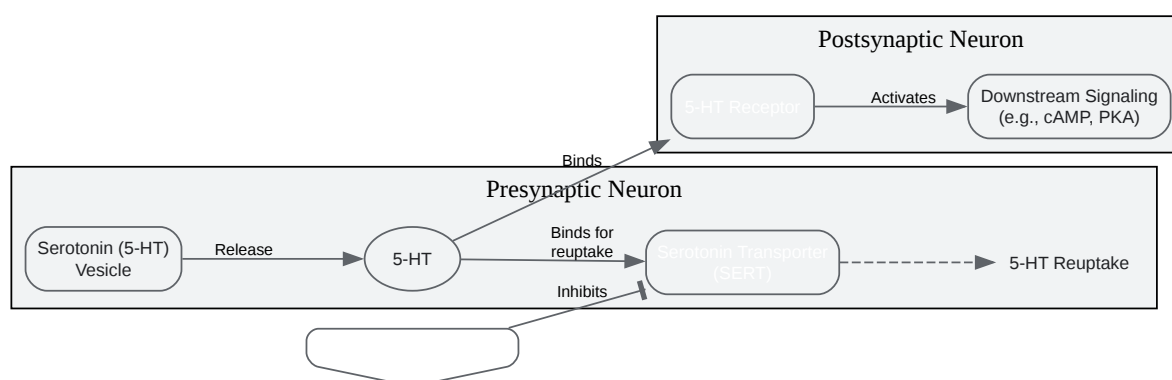 Postsynaptic Neuron
5-HT Receptor
Activates
Downstream Signaling
(e.g., cAMP, PKA)
Binds
Presynaptic Neuron
Serotonin (5-HT)
Vesicle
Release
5-HT
Binds for
reuptake
Serotonin Transporter
(SERT)
5-HT Reuptake
Inhibits